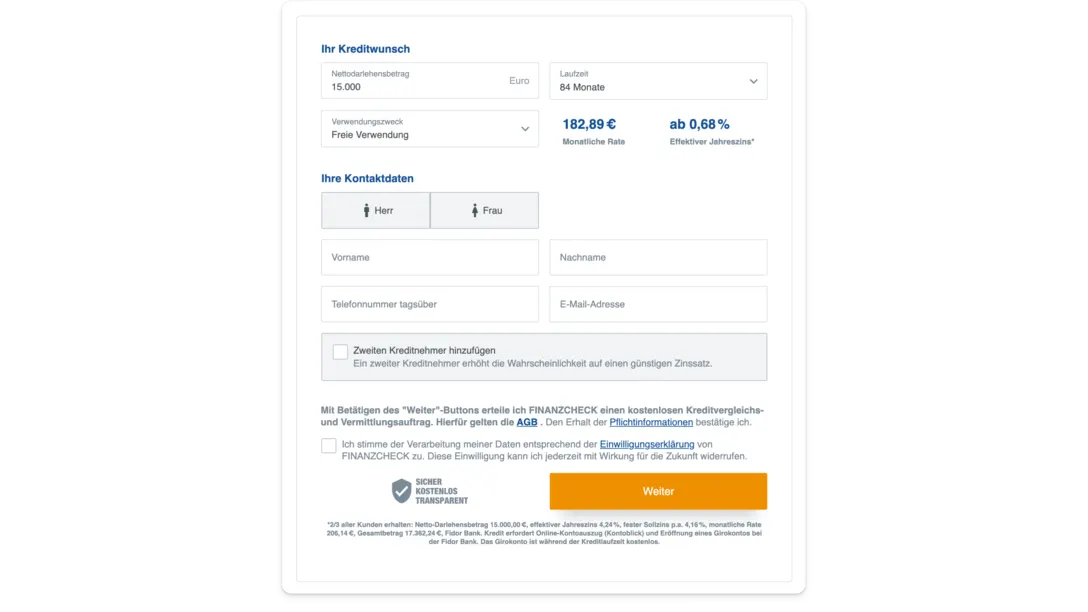 Ihr Kreditwunsch
Nettodarlehensbetrag
15.000
Euro
Laufzeit
84 Monate
Verwendungszweck
Freie Verwendung
182,89 €
Monatliche Rate
ab 0,68 %
Effektiver Jahreszins*
Ihre Kontaktdaten
Herr
Frau
Vorname
Nachname
Telefonnummer tagsüber
E-Mail-Adresse
Zweiten Kreditnehmer hinzufügen
Ein zweiter Kreditnehmer erhöht die Wahrscheinlichkeit auf einen günstigen Zinssatz.
Mit Betätigen des "Weiter"-Buttons erteile ich FINANZCHECK einen kostenlosen Kreditvergleichs-
und Vermittlungsauftrag. Hierfür gelten die AGB . Den Erhalt der Pflichtinformationen bestätige ich.
Ich stimme der Verarbeitung meiner Daten entsprechend der Einwilligungserklärung von
FINANZCHECK zu. Diese Einwilligung kann ich jederzeit mit Wirkung für die Zukunft widerrufen.
SICHER
KOSTENLOS
TRANSPARENT
Weiter
*2/3 aller Kunden erhalten: Netto-Darlehensbetrag 15.000,00 €, effektiver Jahreszins 4,24 %, fester Sollzins p.a. 4,16 %, monatliche Rate
206,14 €, Gesamtbetrag 17.362,24 €, Fidor Bank. Kredit erfordert Online-Kontoauszug (Kontoblick) und Eröffnung eines Girokontos bei
der Fidor Bank. Das Girokonto ist während der Kreditlaufzeit kostenlos.